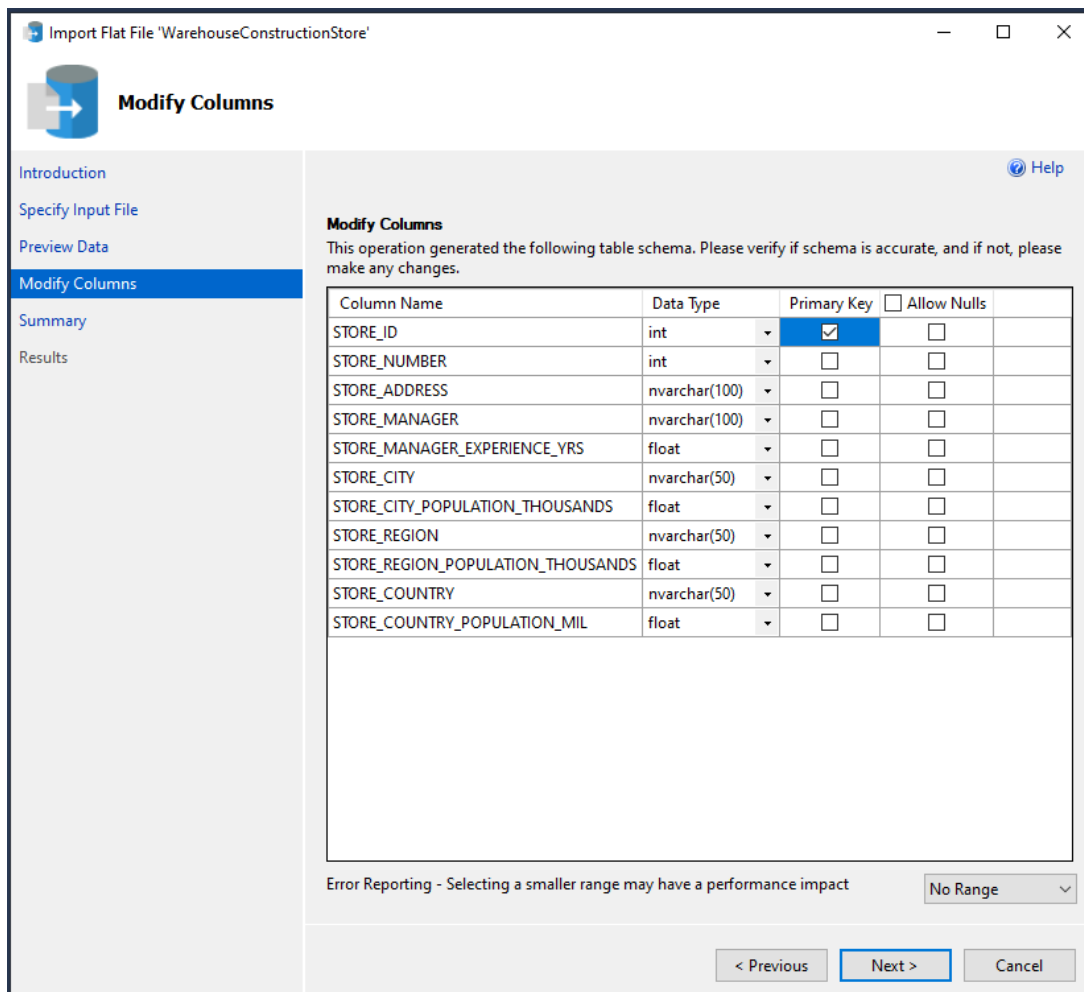 Import Flat File 'WarehouseConstructionStore'
Modify Columns
Introduction
Specify Input File
Preview Data
Modify Columns
Summary
Results
Help
Modify Columns
This operation generated the following table schema. Please verify if schema is accurate, and if not, please
make any changes.
Column Name Data Type Primary Key Allow Nulls
STORE_ID int
STORE_NUMBER int
STORE_ADDRESS nvarchar(100)
STORE_MANAGER nvarchar(100)
STORE_MANAGER_EXPERIENCE_YRS float
STORE_CITY nvarchar(50)
STORE_CITY_POPULATION_THOUSANDS float
STORE_REGION nvarchar(50)
STORE_REGION_POPULATION_THOUSANDS float
STORE_COUNTRY nvarchar(50)
STORE_COUNTRY_POPULATION_MIL float
Error Reporting - Selecting a smaller range may have a performance impact No Range
< Previous Next > Cancel